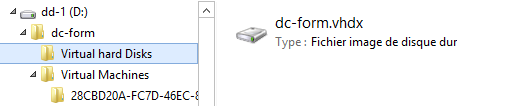 dd-1 (D:)
dc-form
Virtual hard Disks
Virtual Machines
28CBD20A-FC7D-46EC-8
dc-form.vhdx
Type : Fichier image de disque dur